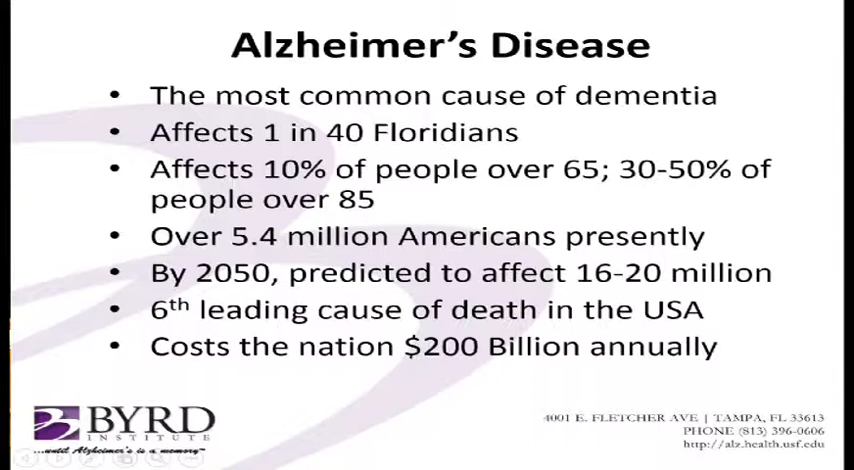 Alzheimer's Disease
• The most common cause of dementia
• Affects 1 in 40 Floridians
• Affects 10% of people over 65; 30-50% of
people over 85
• Over 5.4 million Americans presently
• By 2050, predicted to affect 16-20 million
• 6th leading cause of death in the USA
• Costs the nation $200 Billion annually
BYRD
INSTITUTE
...until Alzheimer's is a memory™
4001 E. FLETCHER AVE | TAMPA, FL 33613
PHONE (813) 396-0606
http://alz.health.usf.edu